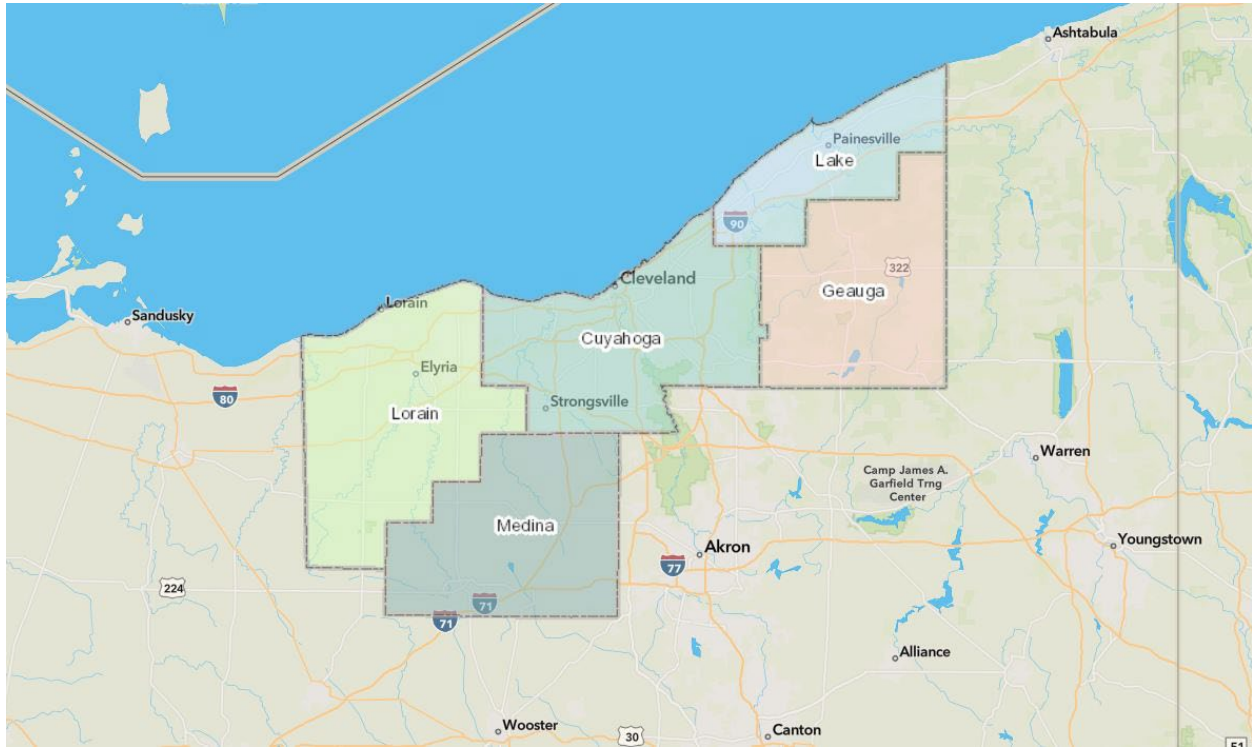 Ashtabula
Painesville
Lake
90
Cleveland
322
Geauga
Lorain
Sandusky
Cuyahoga
Elyria
80
Strongsville
Lorain
Warren
Camp James A.
Garfield Trng
Center
Medina
Youngstown
Akron
77
224
71
71
Alliance
Wooster
30
Canton
51